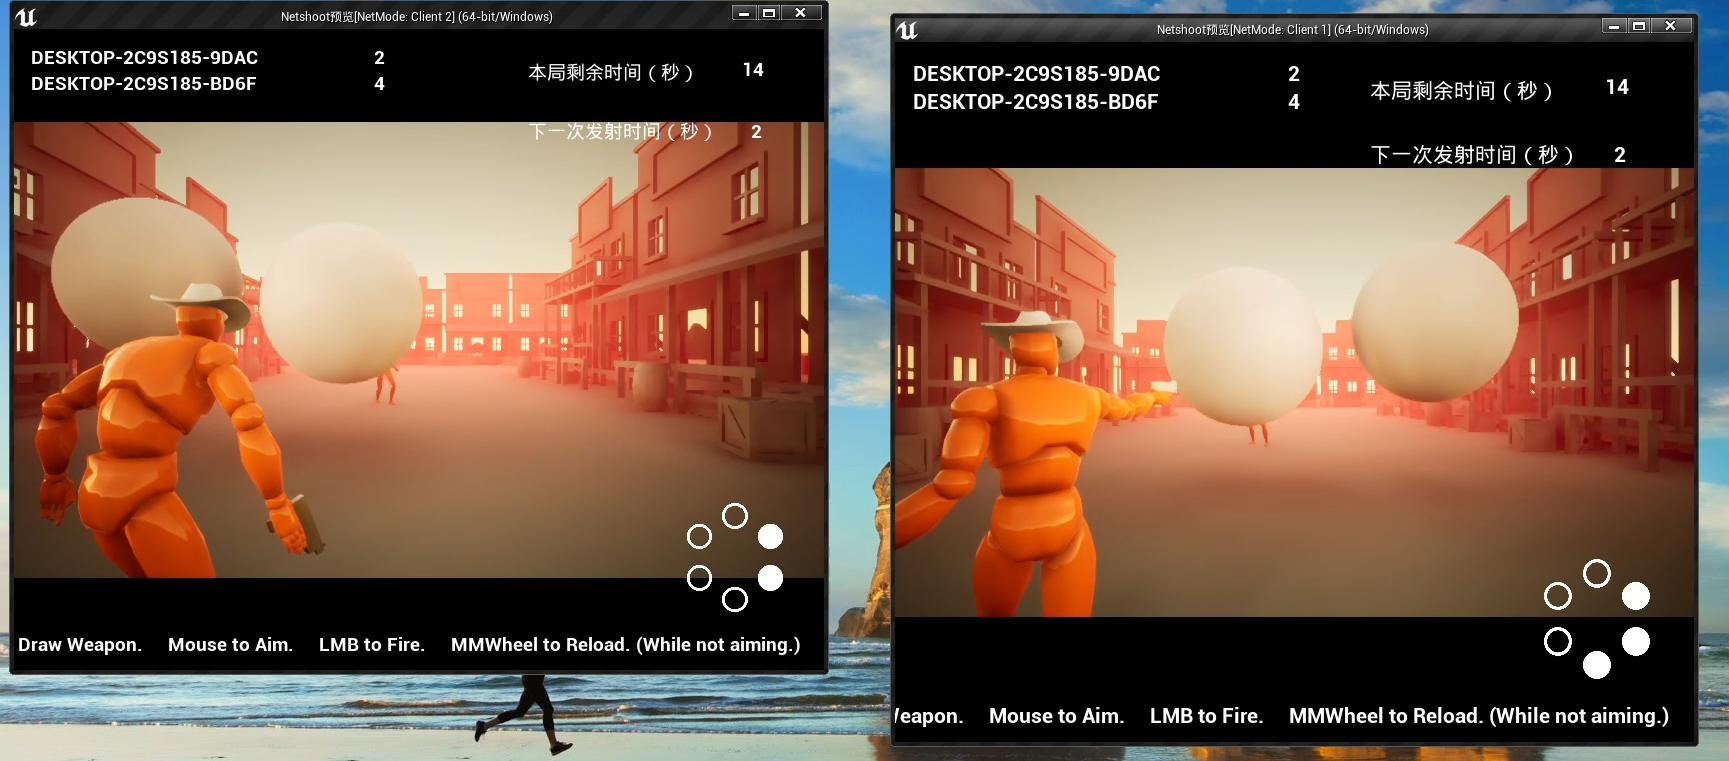 Netshoot预览[NetMode: Client 2] (64-bit/Windows)
DESKTOP-2C9S185-9DAC 2
DESKTOP-2C9S185-BD6F 4
本局剩余时间（秒） 14
下一次发射时间（秒） 2
Draw Weapon. Mouse to Aim. LMB to Fire. MMWheel to Reload. (While not aiming.)
Netshoot预览[NetMode: Client 1] (64-bit/Windows)
DESKTOP-2C9S185-9DAC 2
DESKTOP-2C9S185-BD6F 4
本局剩余时间（秒） 14
下一次发射时间（秒） 2
Weapon. Mouse to Aim. LMB to Fire. MMWheel to Reload. (While not aiming.)